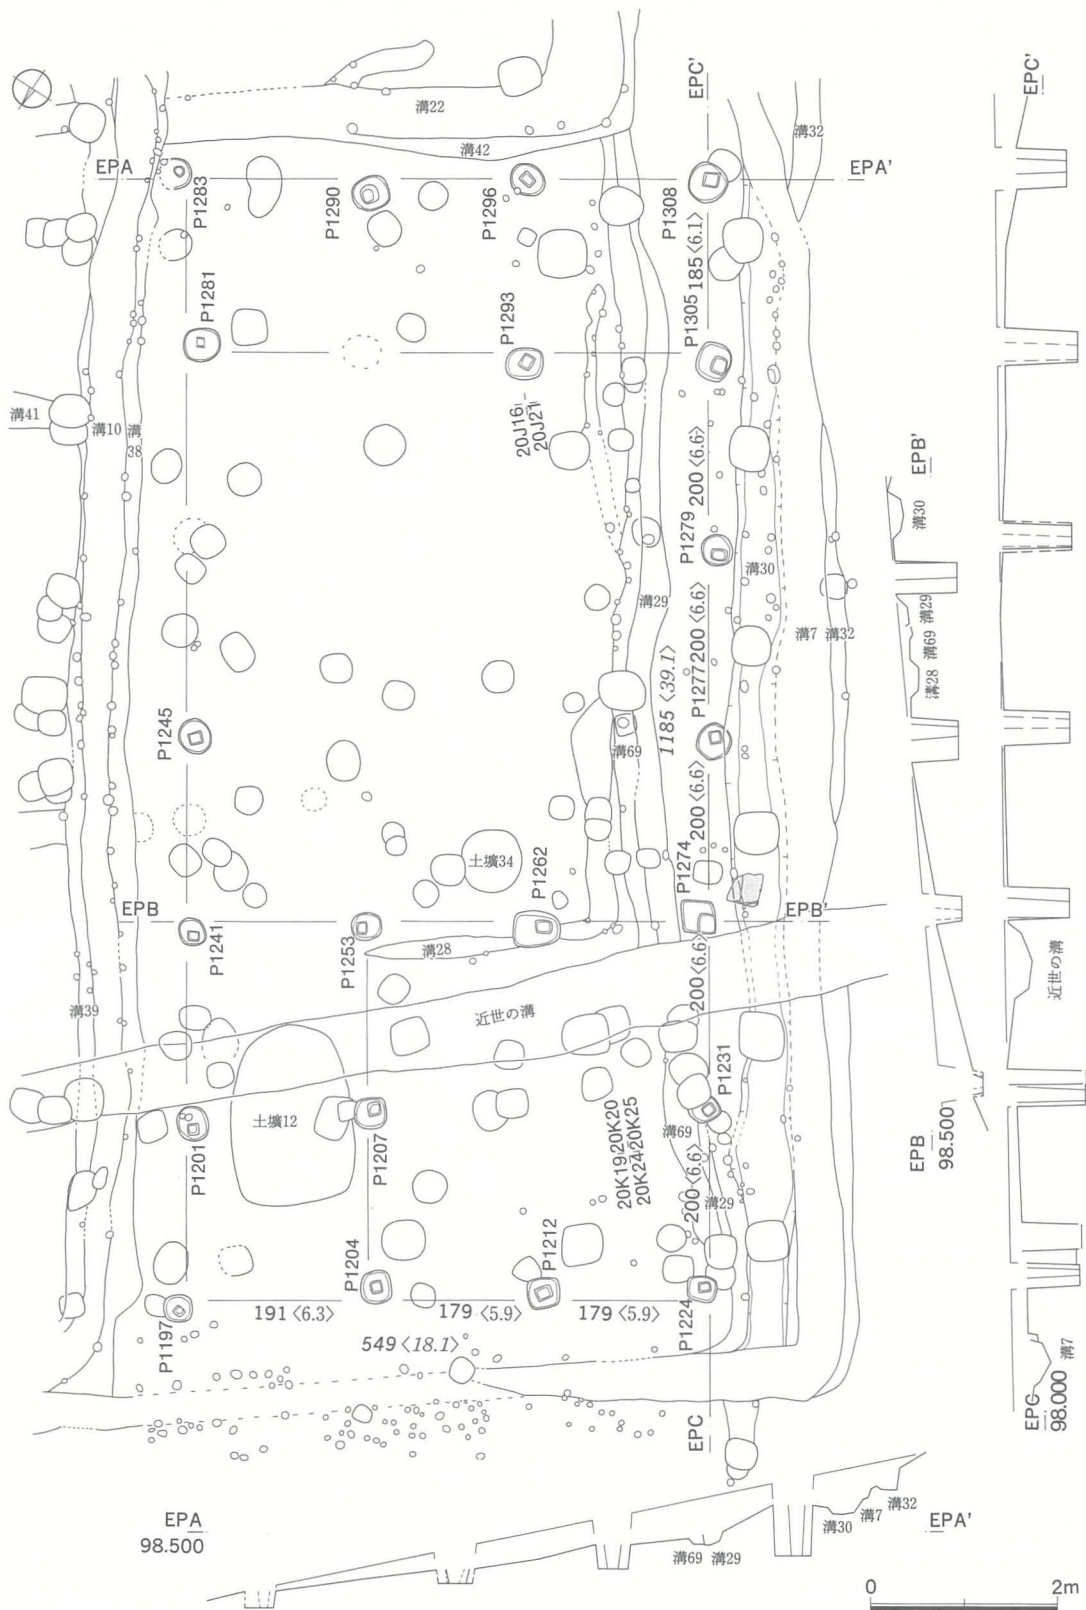 溝22
溝42
溝32
EPC'
EPC'
EPA
EPA'
P1283
P1290
P1296
P1308
185〈6.1〉
P1281
P1293
P1305
溝41
溝10
溝38
20J16
20J21
200〈6.6〉
P1279
溝30
溝29
溝7
溝32
200〈6.6〉
1185〈39.1〉
P1277
P1245
溝69
200〈6.6〉
土壙34
P1262
P1274
EPB
EPB'
P1241
P1253
溝28
200〈6.6〉
溝39
近世の溝
P1231
土壙12
P1201
P1207
20K19
20K20
20K24
20K25
溝69
200〈6.6〉
溝29
P1204
P1212
P1224
P1197
191〈6.3〉
179〈5.9〉
179〈5.9〉
549〈18.1〉
EPC
EPB'
溝30
溝29
溝69
溝28
EPB
98.500
近世の溝
溝7
EPC
98.000
EPA
98.500
溝69
溝29
溝30
溝7
溝32
EPA'
0
2m